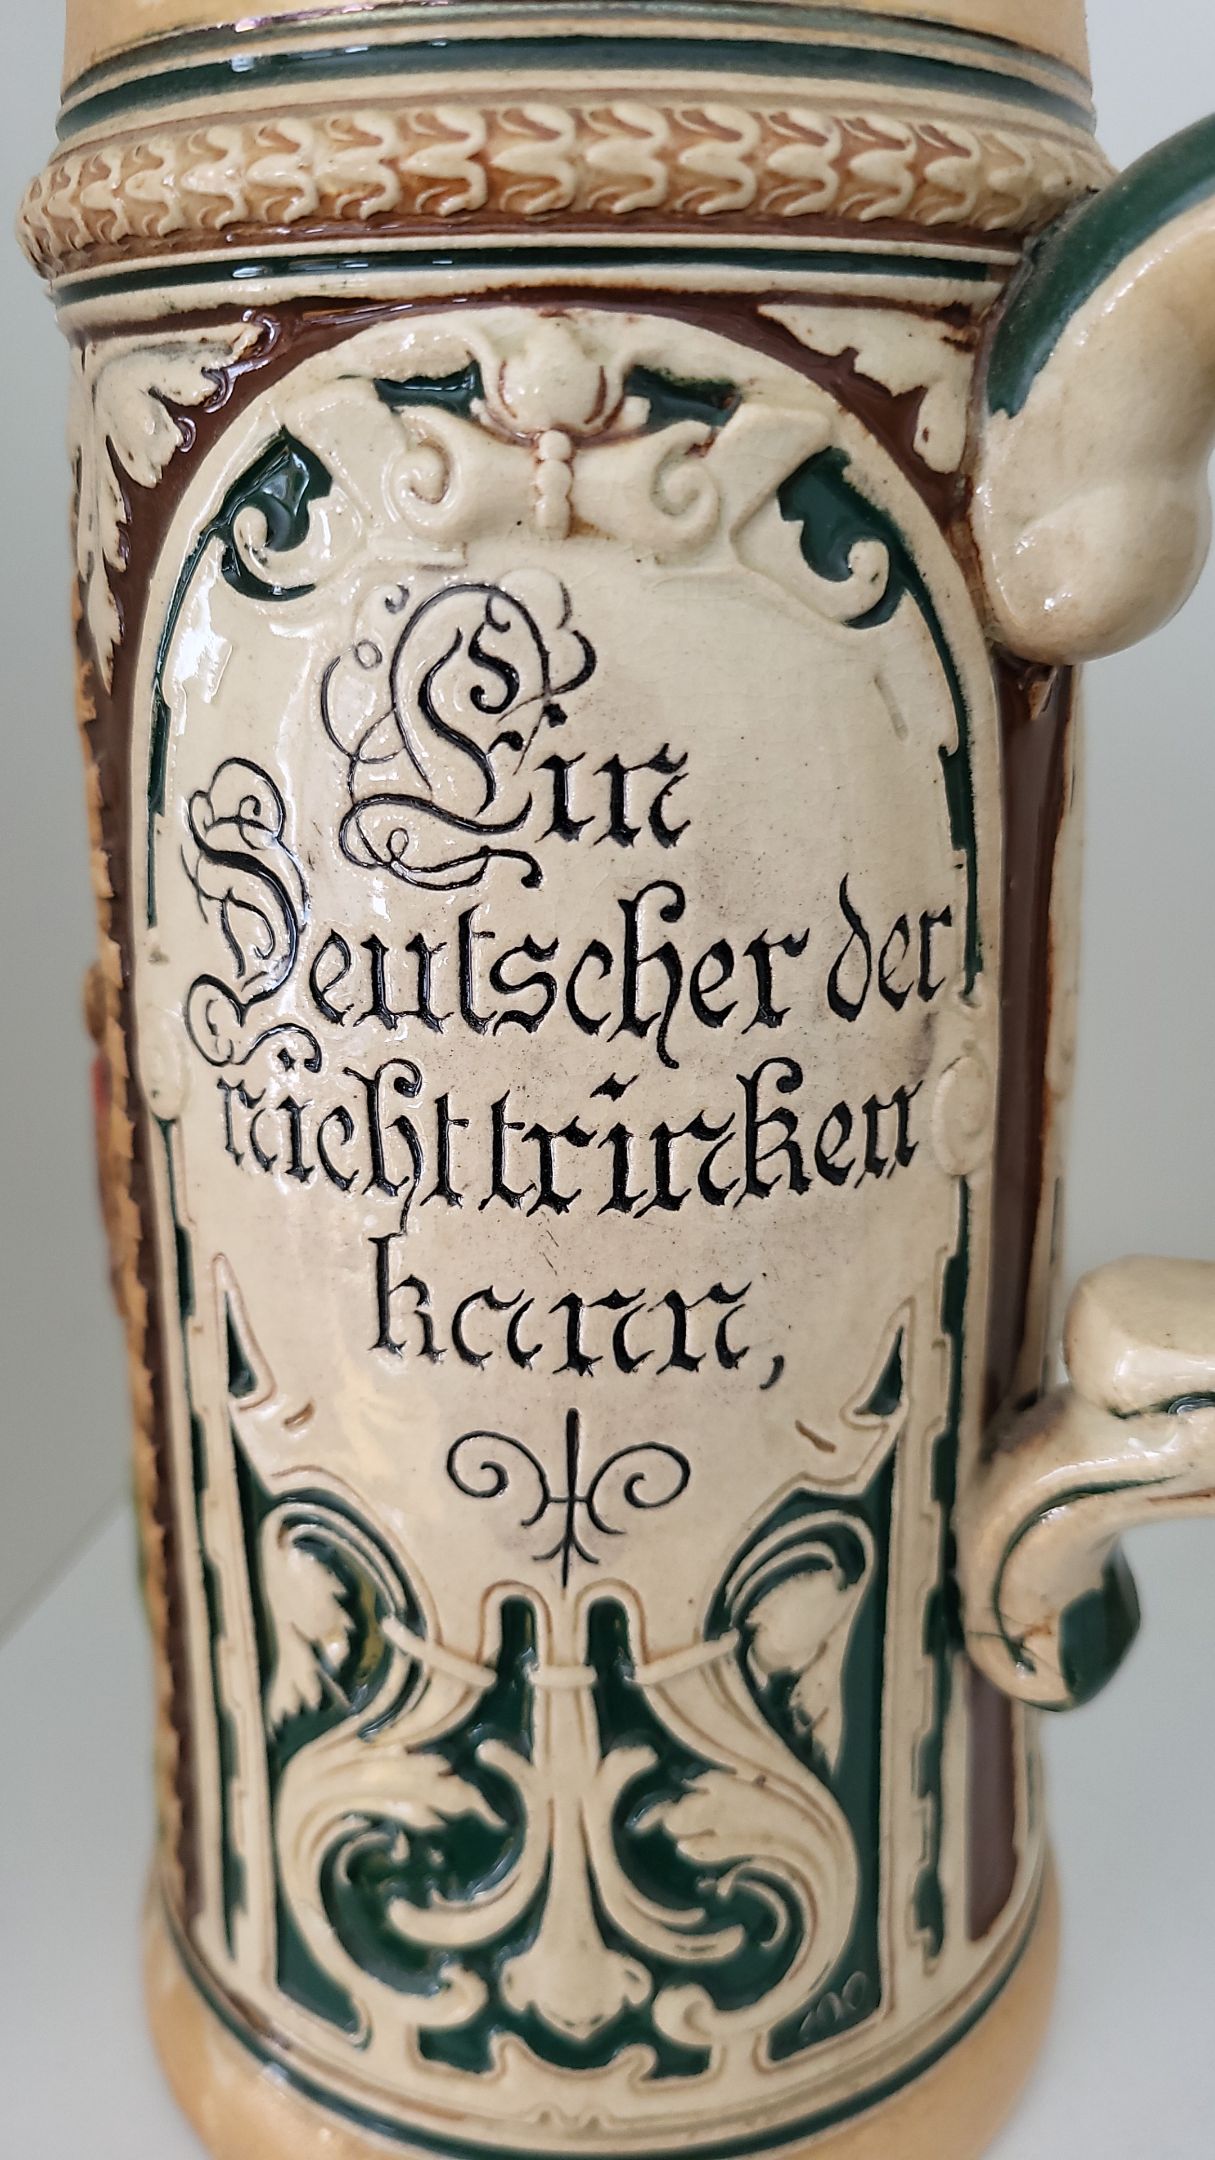 Ein
Deutscher der
nicht trinken
kann,